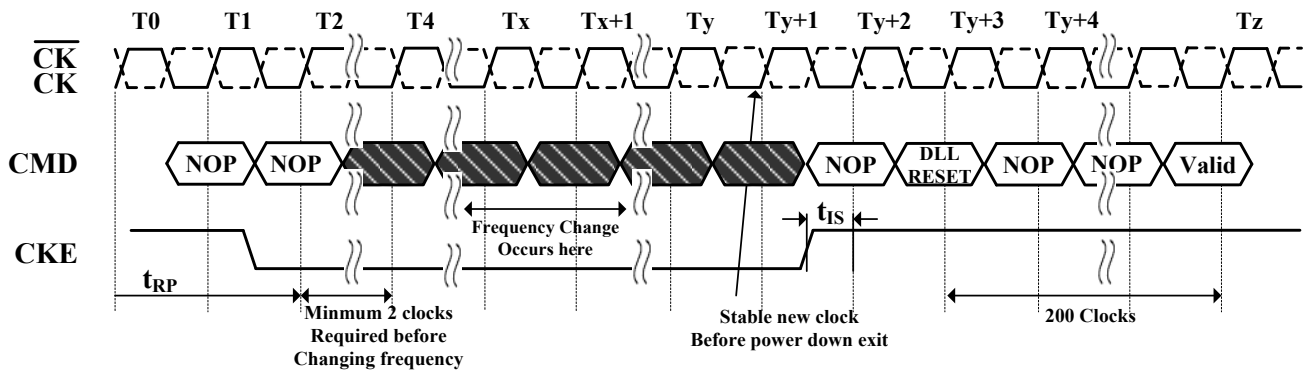 T0 T1 T2 T4 Tx Tx+1 Ty Ty+1 Ty+2 Ty+3 Ty+4 Tz
CK
CK
CMD NOP NOP NOP DLL RESET NOP NOP Valid
Frequency Change
Occurs here
tIS
CKE
tRP
Minmum 2 clocks
Required before
Changing frequency
Stable new clock
Before power down exit
200 Clocks